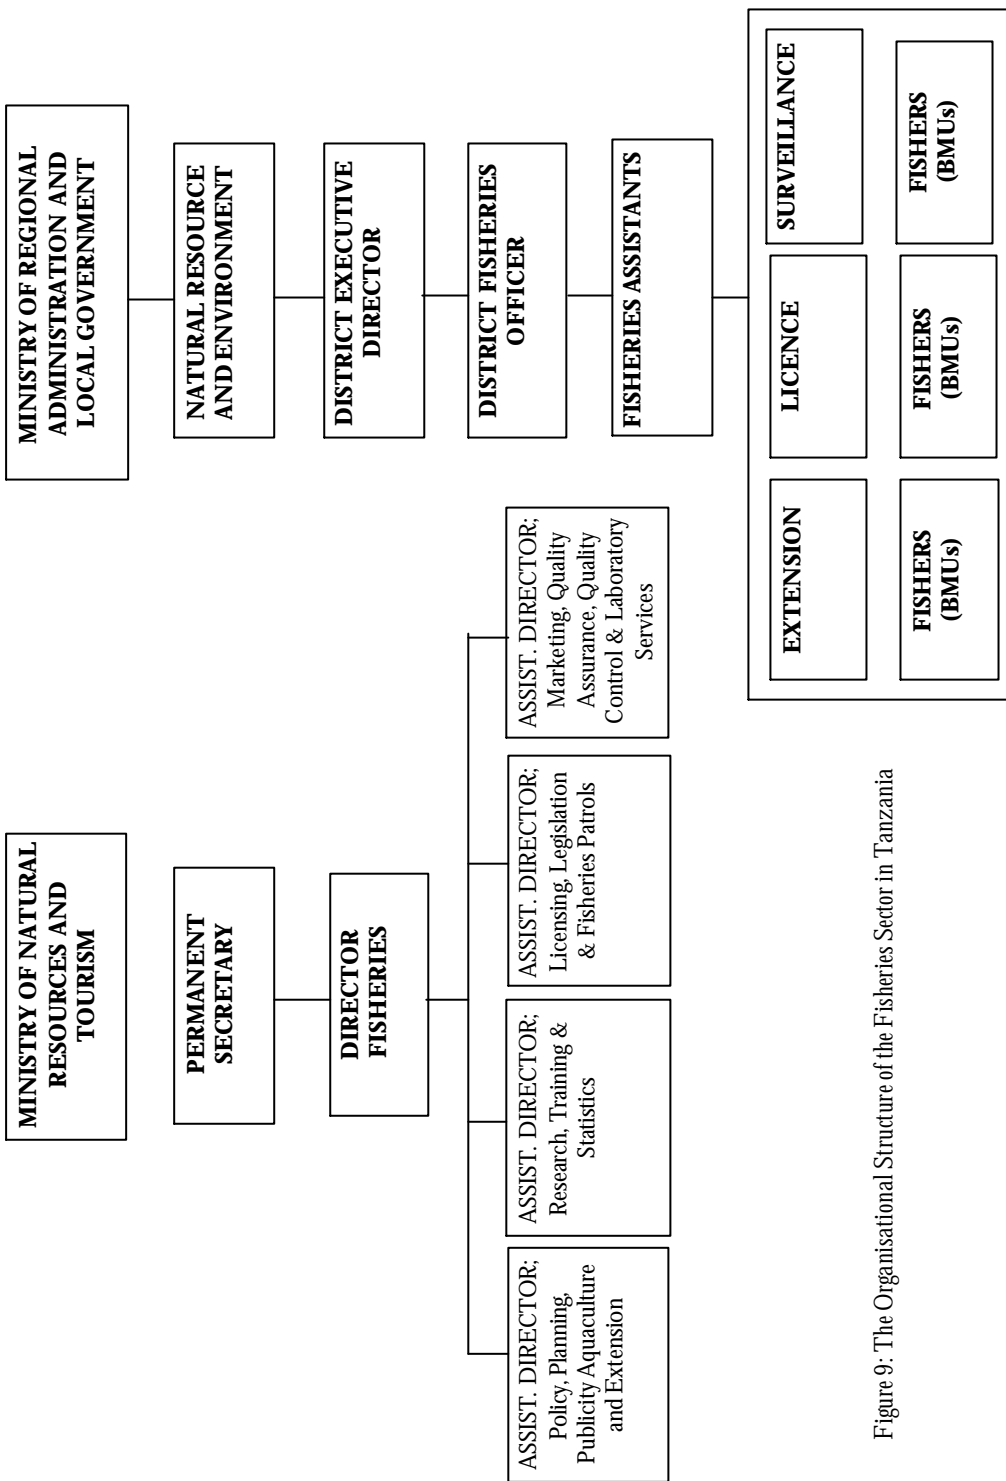 MINISTRY OF NATURAL
RESOURCES AND
TOURISM
PERMANENT
SECRETARY
DIRECTOR
FISHERIES
ASSIST. DIRECTOR;
Policy, Planning,
Publicity Aquaculture
and Extension
ASSIST. DIRECTOR;
Research, Training &
Statistics
ASSIST. DIRECTOR;
Licensing, Legislation
& Fisheries Patrols
ASSIST. DIRECTOR;
Marketing, Quality
Assurance, Quality
Control & Laboratory
Services
MINISTRY OF REGIONAL
ADMINISTRATION AND
LOCAL GOVERNMENT
NATURAL RESOURCE
AND ENVIRONMENT
DISTRICT EXECUTIVE
DIRECTOR
DISTRICT FISHERIES
OFFICER
FISHERIES ASSISTANTS
EXTENSION
LICENCE
SURVEILLANCE
FISHERS
(BMUs)
FISHERS
(BMUs)
FISHERS
(BMUs)
Figure 9: The Organisational Structure of the Fisheries Sector in Tanzania